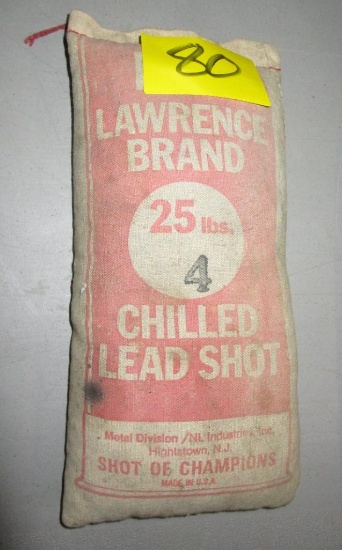 80
LAWRENCE
BRAND
25 lbs.
4
CHILLED
LEAD SHOT
Metal Division / NL Industries, Inc.
Hightstown, N.J.
SHOT OF CHAMPIONS
MADE IN U.S.A.